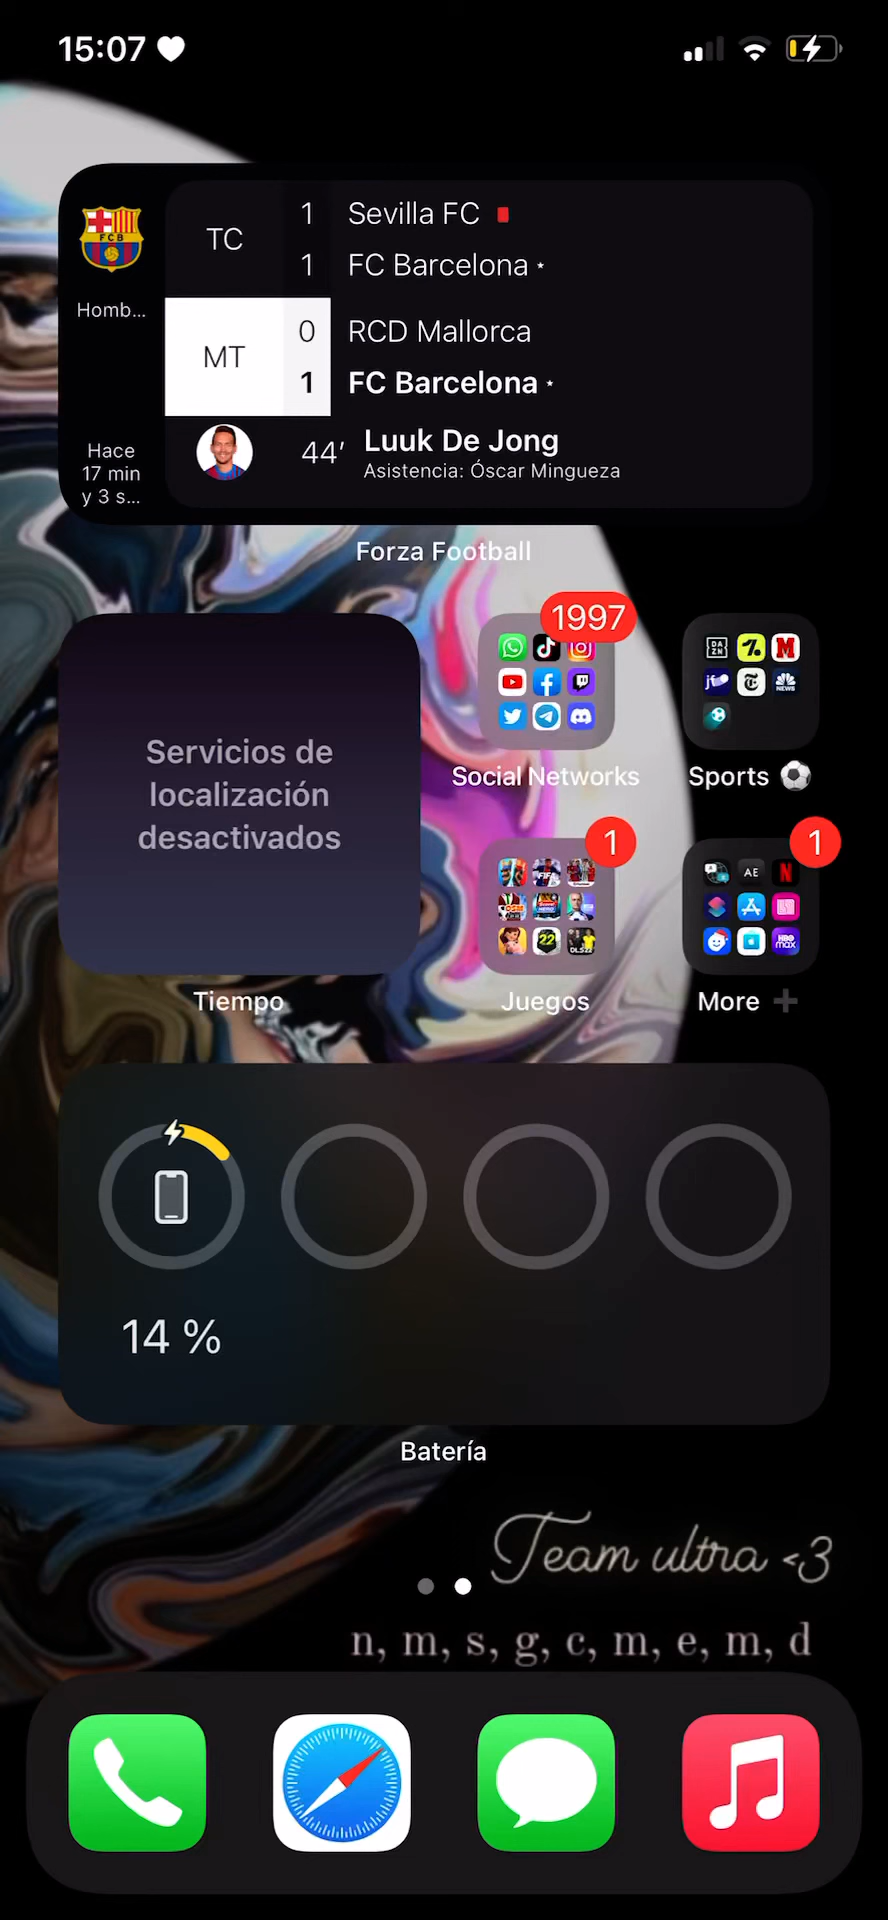 15:07
TC
1 Sevilla FC
1 FC Barcelona
Homb...
MT
0 RCD Mallorca
1 FC Barcelona
Hace
17 min
y 3 s...
44' Luuk De Jong
Asistencia: Óscar Mingueza
Forza Football
Servicios de
localización
desactivados
Tiempo
1997
Social Networks
Sports
1
Juegos
1
More
14 %
Batería
Team ultra <3
n, m, s, g, c, m, e, m, d